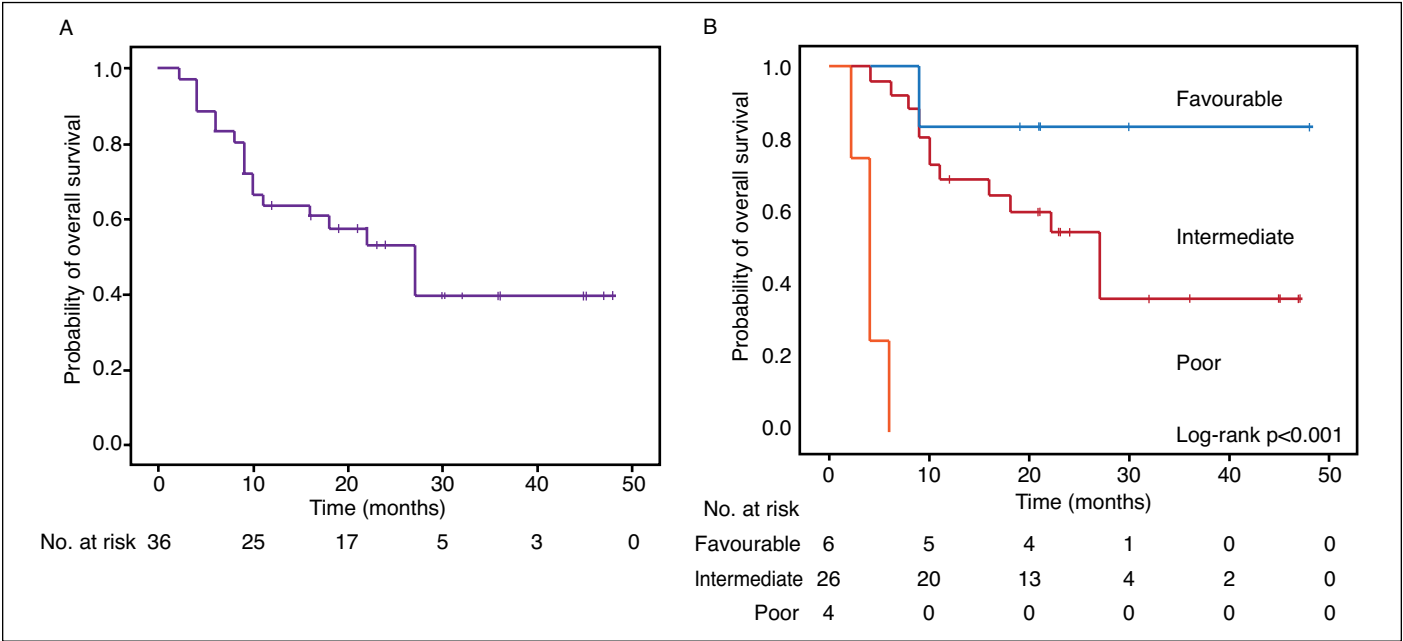 A
Probability of overall survival
1.0
0.8
0.6
0.4
0.2
0.0
0 10 20 30 40 50
Time (months)
No. at risk 36 25 17 5 3 0
B
Probability of overall survival
1.0
0.8
0.6
0.4
0.2
0.0
Favourable
Intermediate
Poor
Log-rank p<0.001
0 10 20 30 40 50
Time (months)
No. at risk
Favourable 6 5 4 1 0 0
Intermediate 26 20 13 4 2 0
Poor 4 0 0 0 0 0